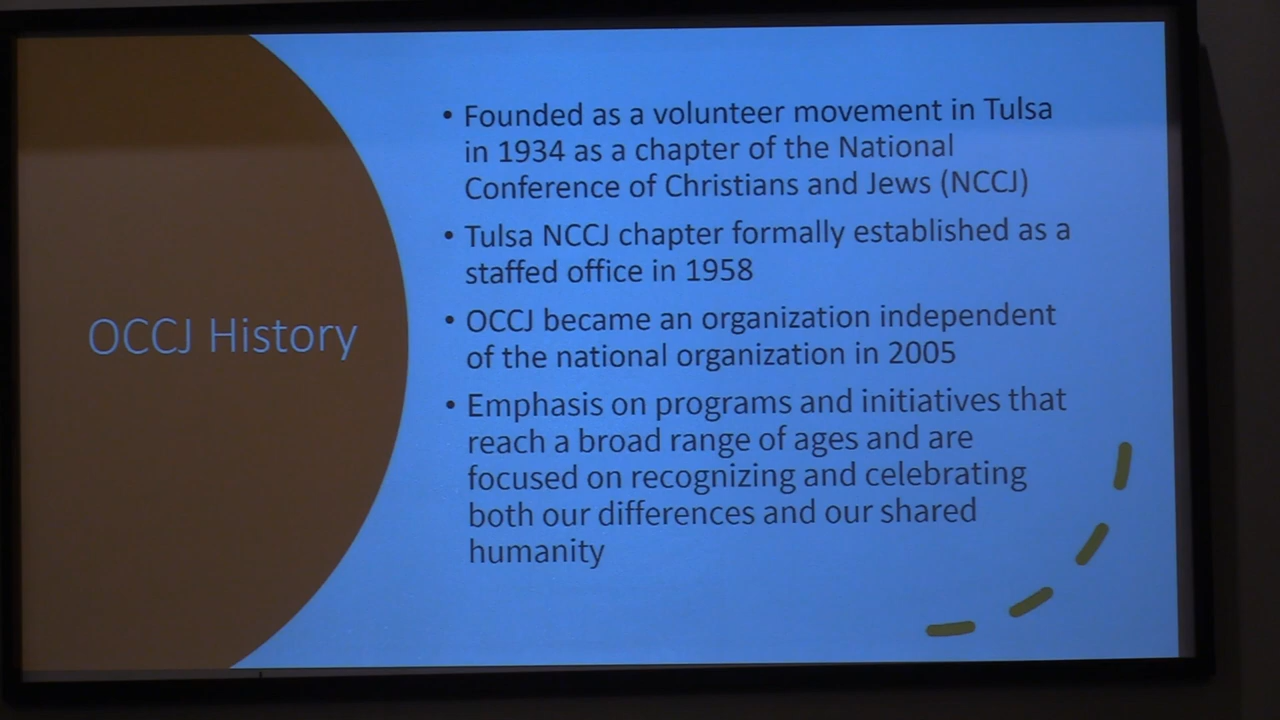 OCCJ History
• Founded as a volunteer movement in Tulsa
in 1934 as a chapter of the National
Conference of Christians and Jews (NCCJ)
• Tulsa NCCJ chapter formally established as a
staffed office in 1958
• OCCJ became an organization independent
of the national organization in 2005
• Emphasis on programs and initiatives that
reach a broad range of ages and are
focused on recognizing and celebrating
both our differences and our shared
humanity